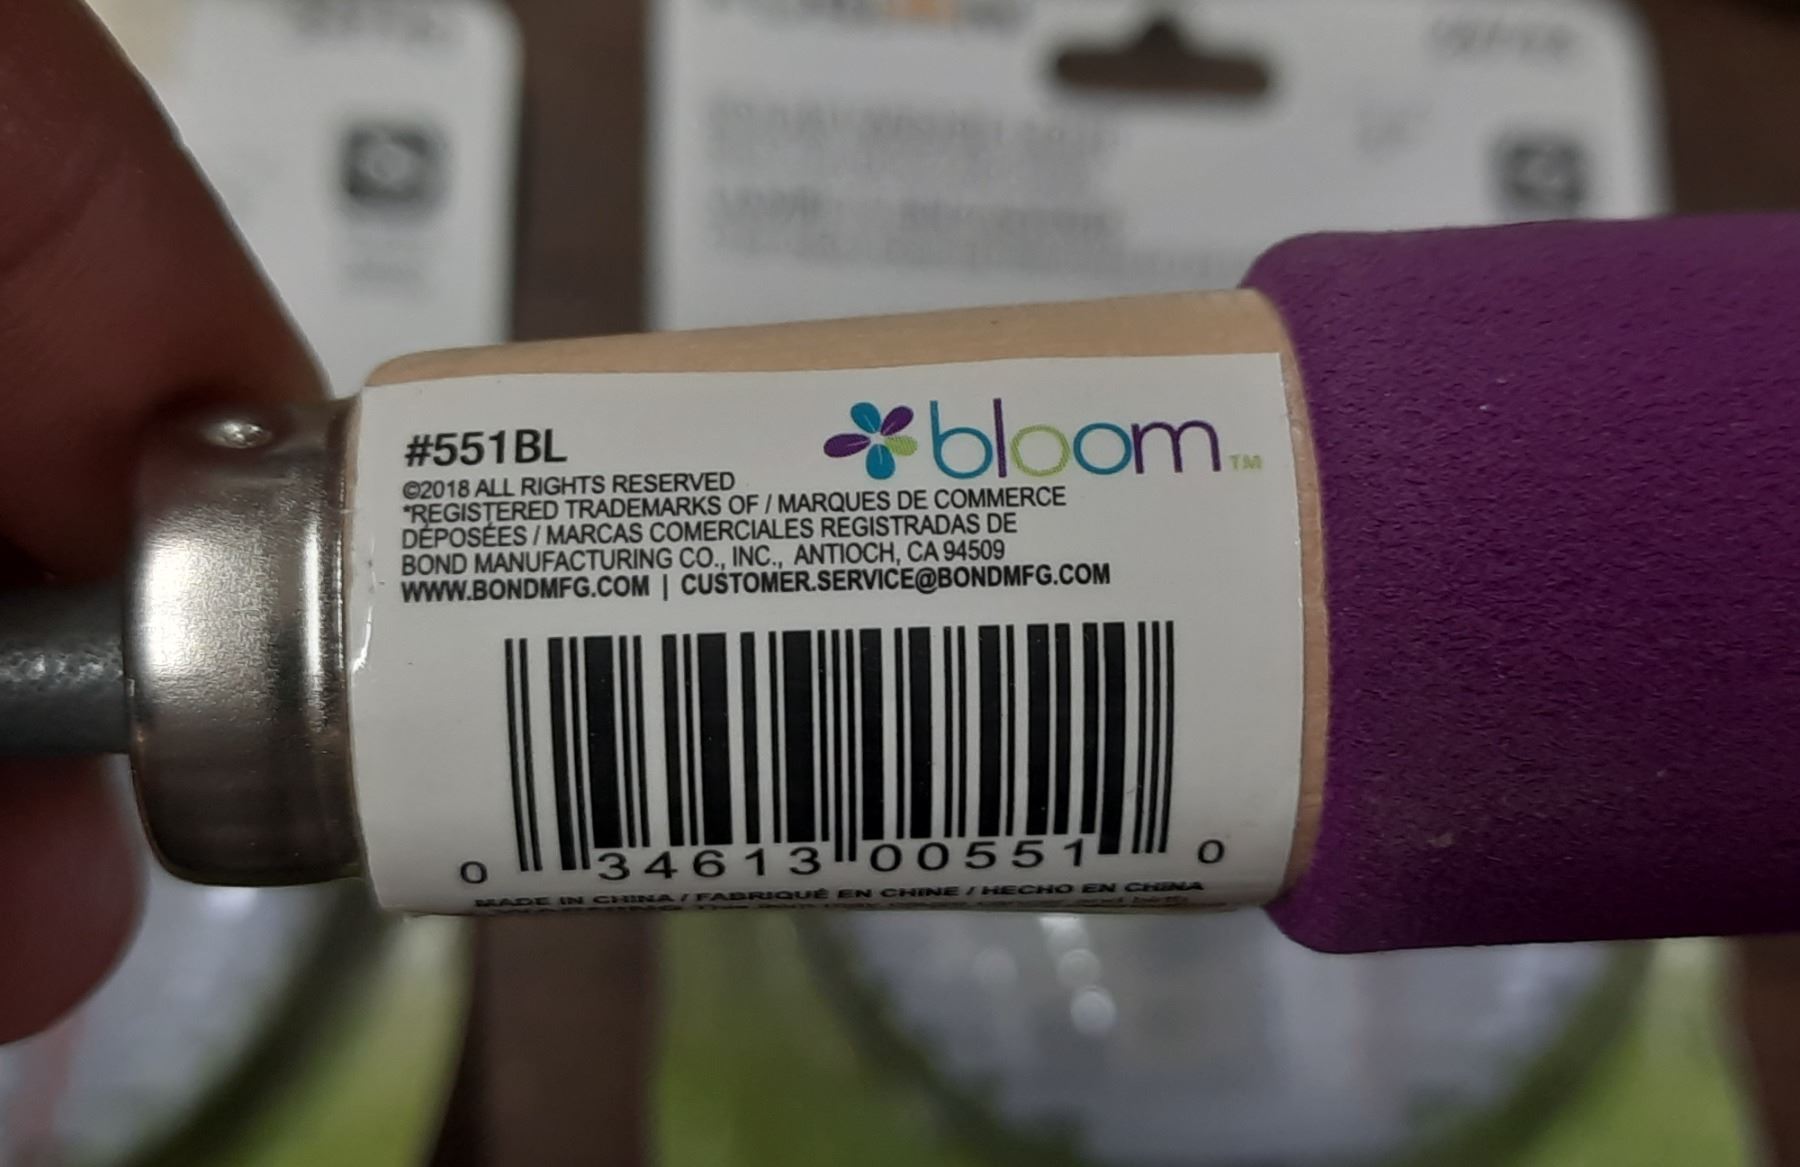 #551BL
bloom™
©2018 ALL RIGHTS RESERVED
*REGISTERED TRADEMARKS OF / MARQUES DE COMMERCE
DÉPOSÉES / MARCAS COMERCIALES REGISTRADAS DE
BOND MANUFACTURING CO., INC., ANTIOCH, CA 94509
WWW.BONDMFG.COM | CUSTOMER.SERVICE@BONDMFG.COM
0 34613 00551 0
MADE IN CHINA / FABRIQUÉ EN CHINE / HECHO EN CHINA